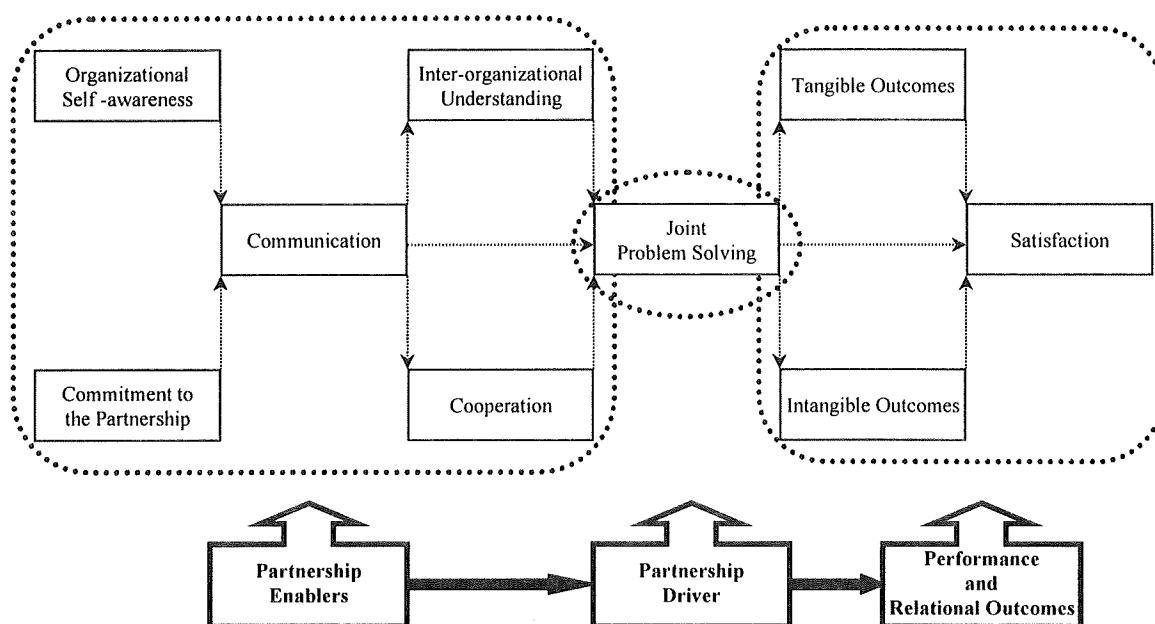 Organizational
Self -awareness
Inter-organizational
Understanding
Tangible Outcomes
Communication
Joint
Problem Solving
Satisfaction
Commitment to
the Partnership
Cooperation
Intangible Outcomes
Partnership
Enablers
Partnership
Driver
Performance
and
Relational Outcomes